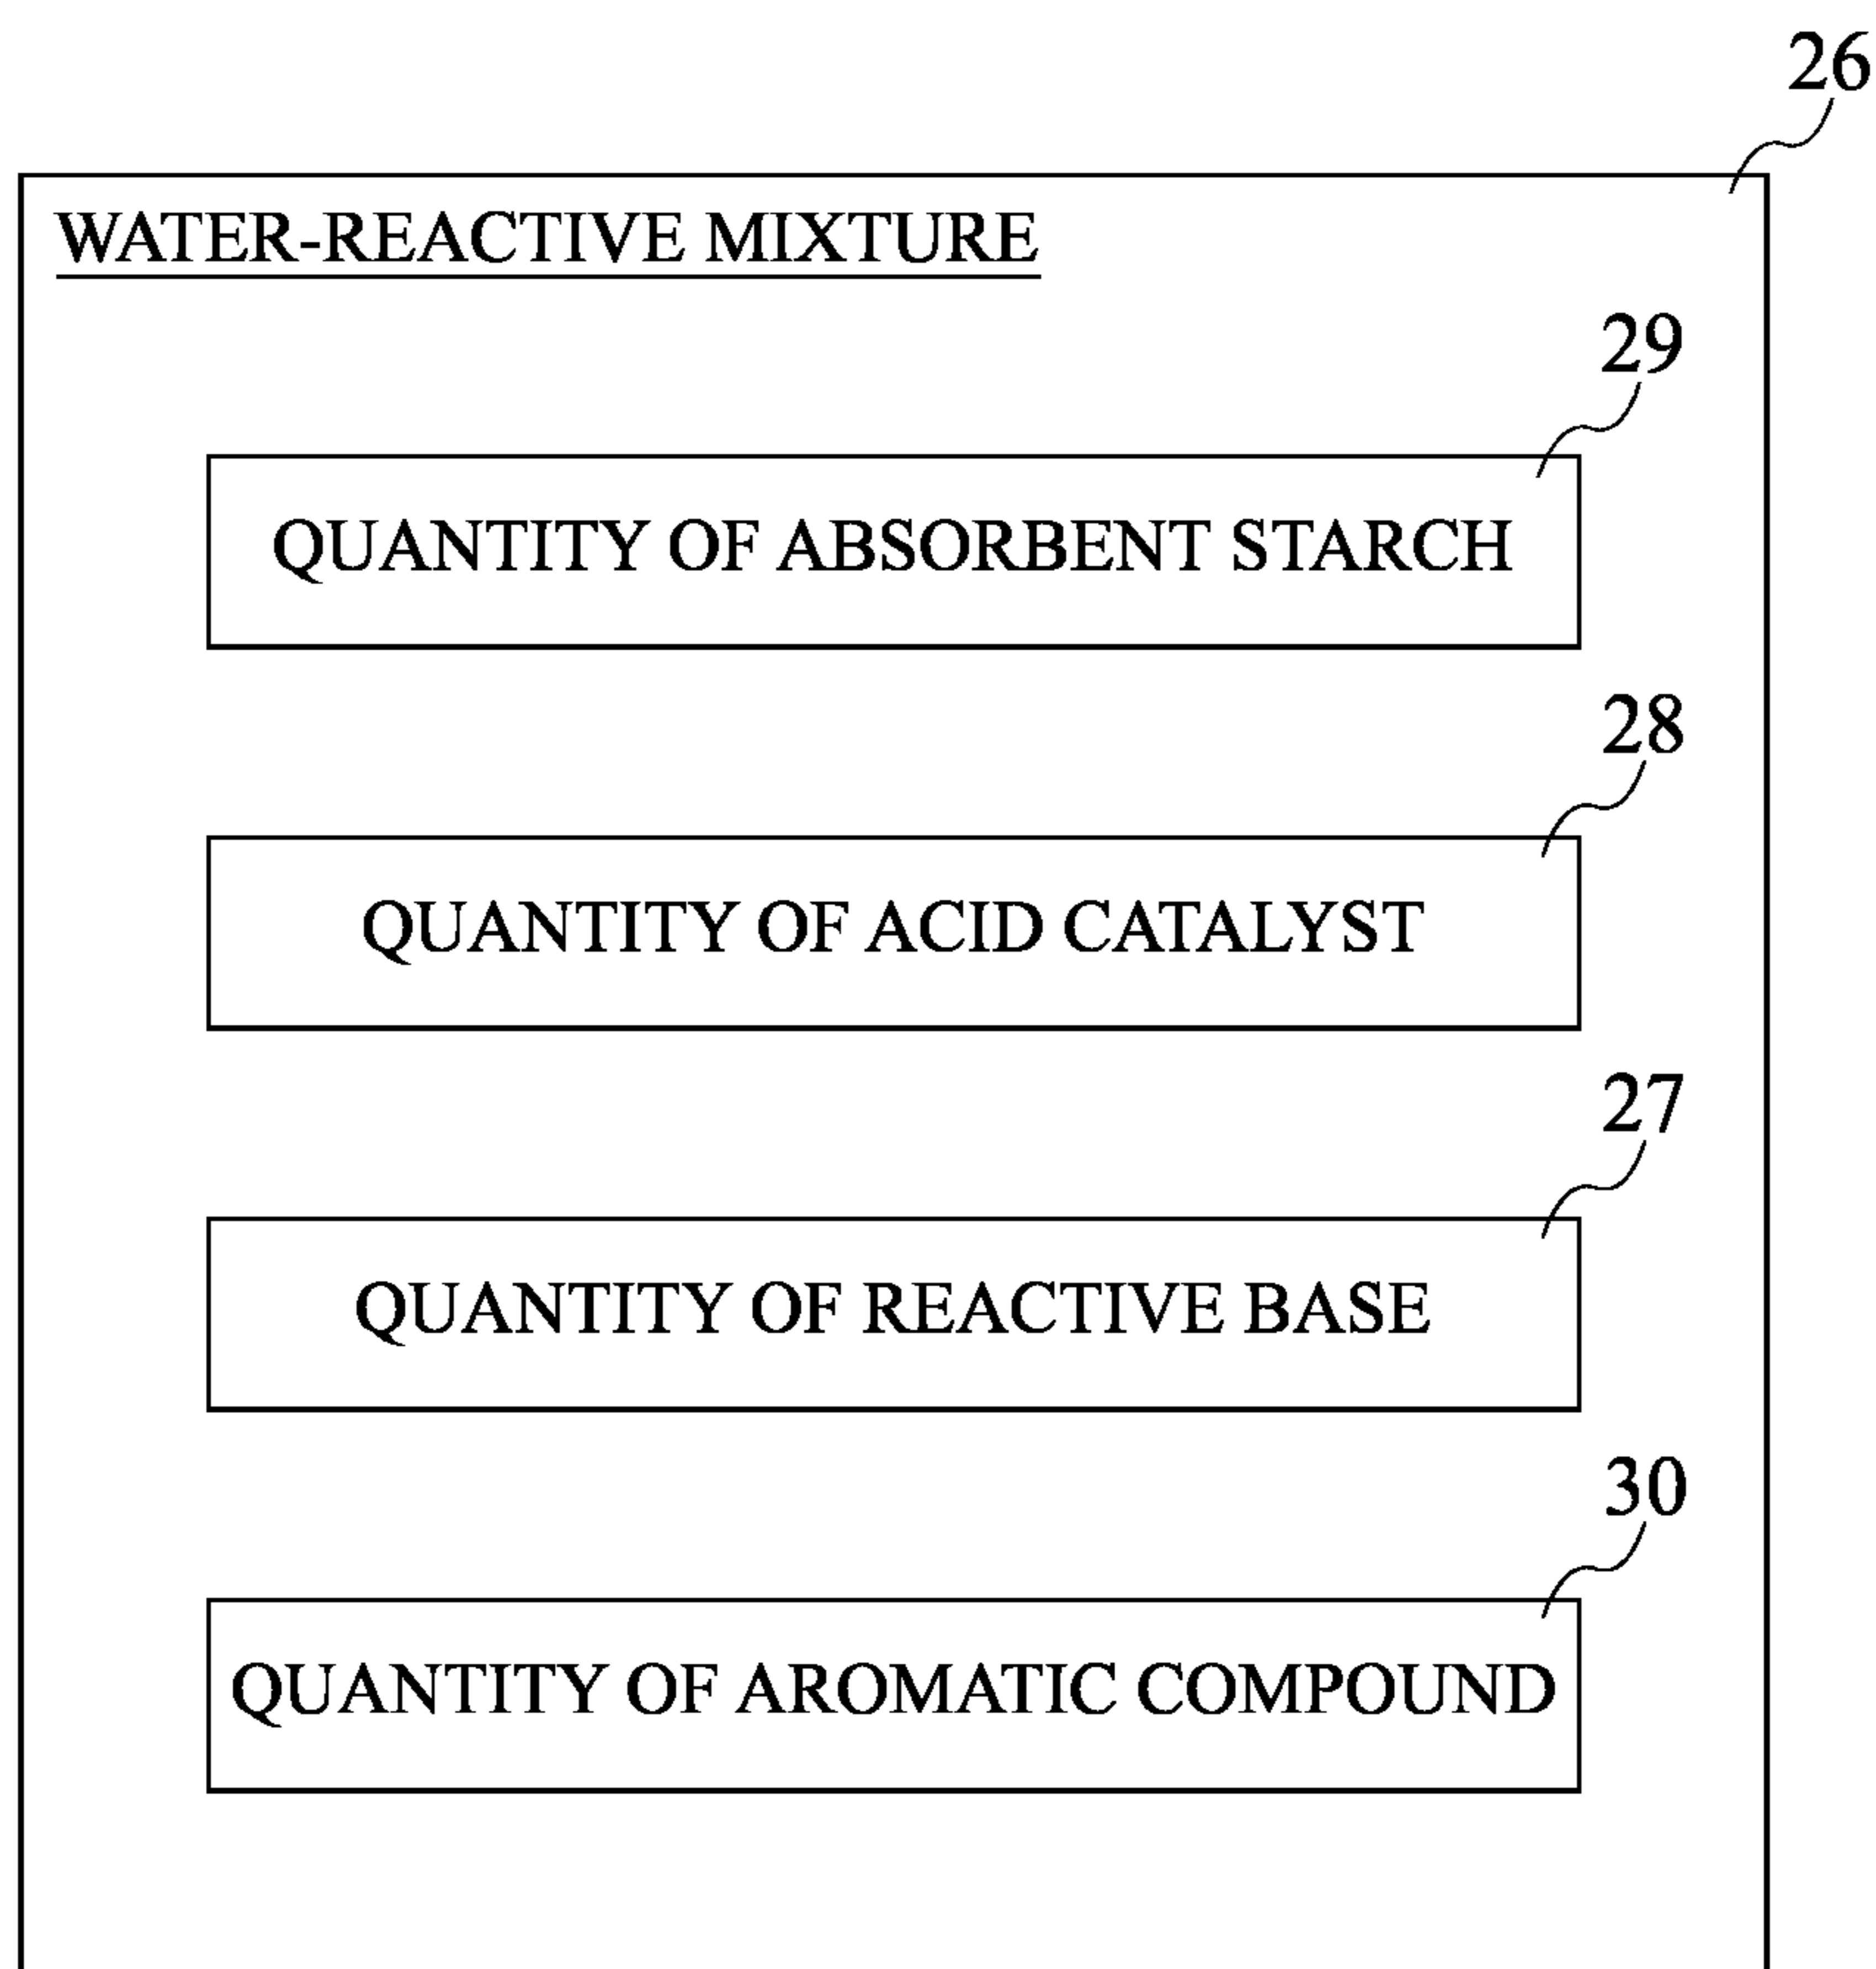 26
WATER-REACTIVE MIXTURE
29
QUANTITY OF ABSORBENT STARCH
28
QUANTITY OF ACID CATALYST
27
QUANTITY OF REACTIVE BASE
30
QUANTITY OF AROMATIC COMPOUND